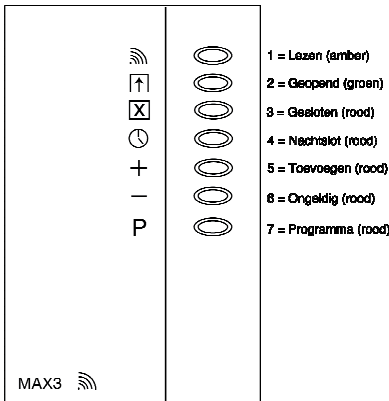 1 = Lezen (amber)
2 = Geopend (groen)
X 3 = Gesloten (rood)
4 = Nachtslot (rood)
+ 5 = Toevoegen (rood)
− 6 = Ongeldig (rood)
P 7 = Programma (rood)
MAX3